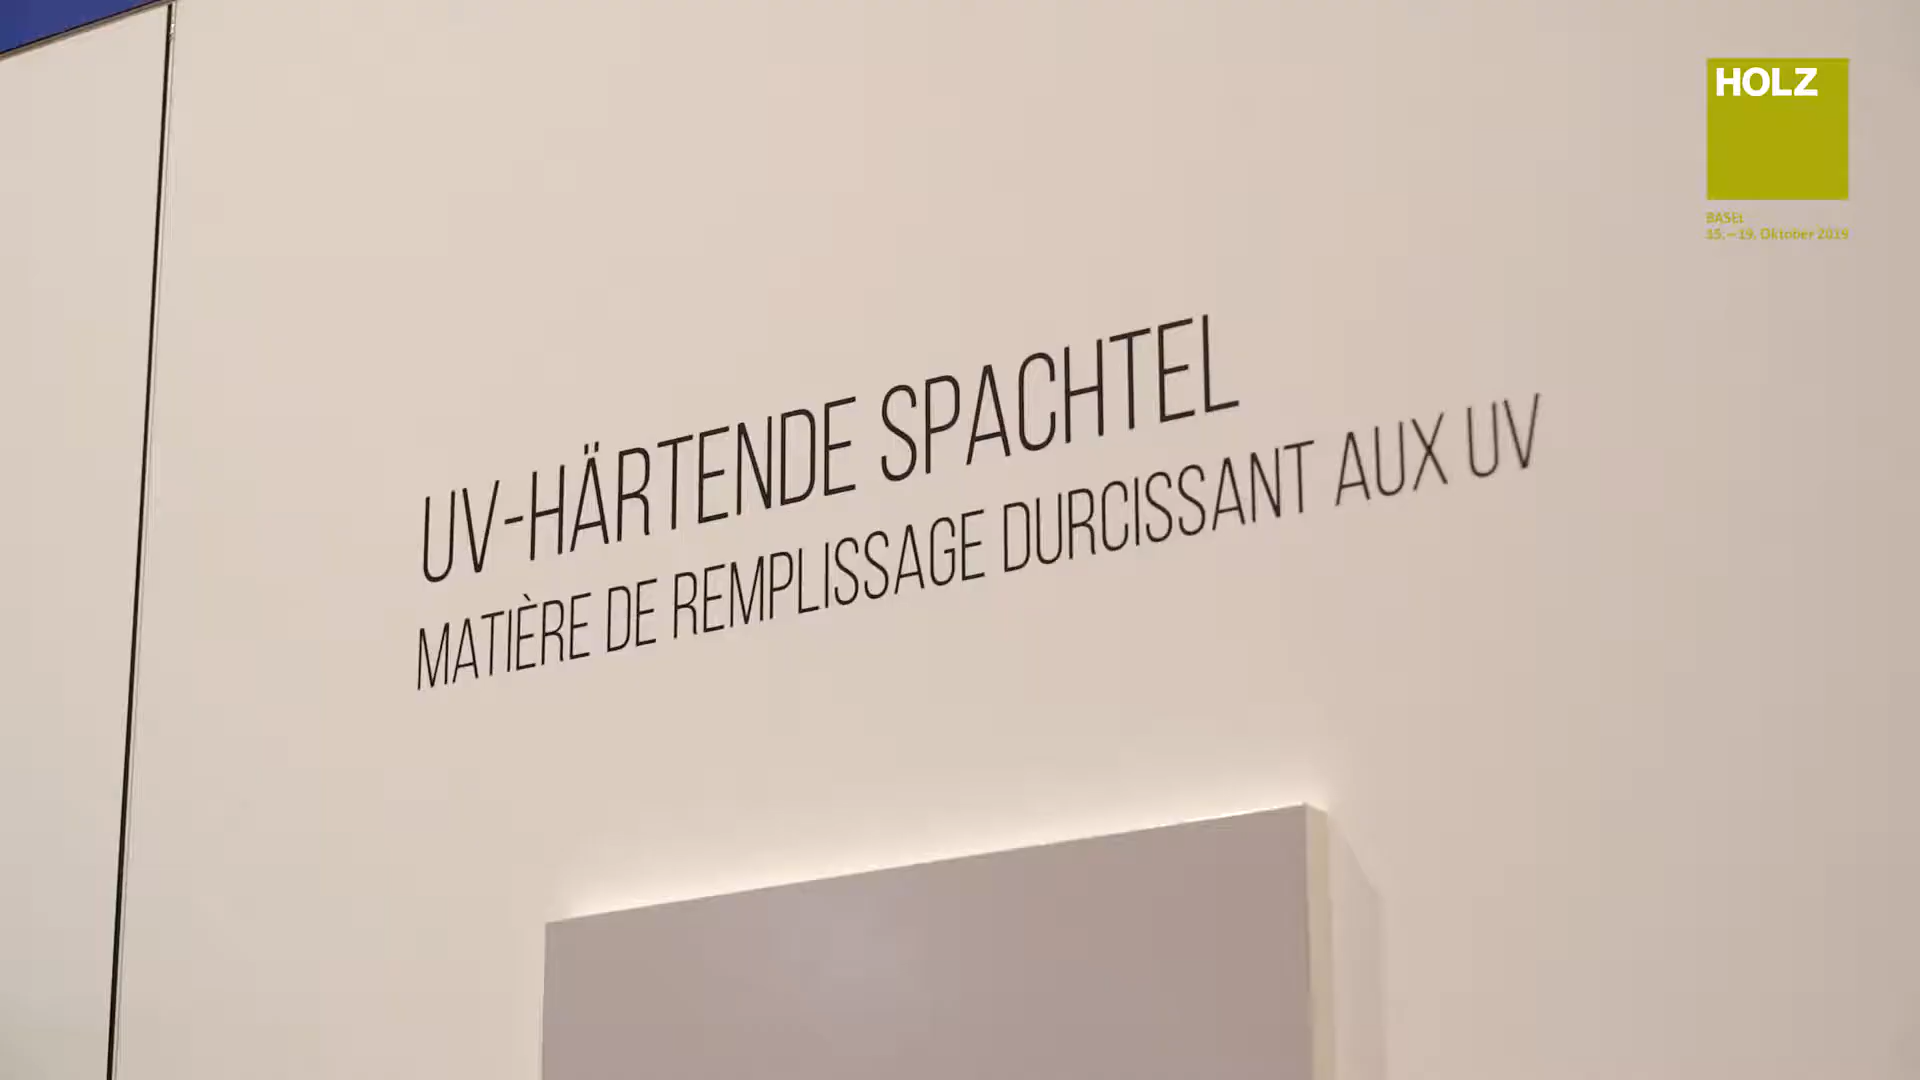 HOLZ
BASEL
15. – 19. Oktober 2019
UV-HÄRTENDE SPACHTEL
MATIÈRE DE REMPLISSAGE DURCISSANT AUX UV